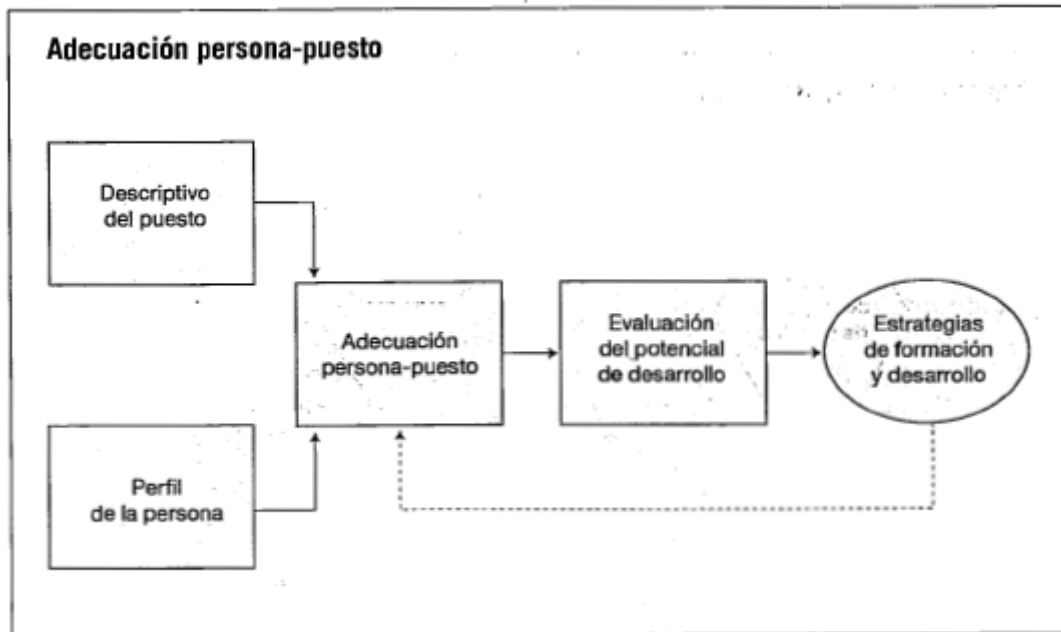 Adecuación persona-puesto
Descriptivo
del puesto
Adecuación
persona-puesto
Evaluación
del potencial
de desarrollo
Estrategias
de formación
y desarrollo
Perfil
de la persona